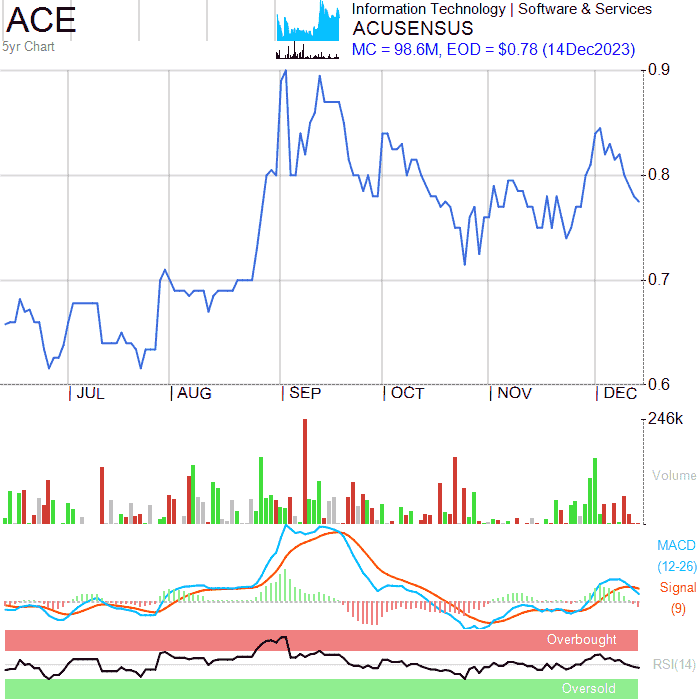 ACE
5yr Chart
Information Technology | Software & Services
ACUSENSUS
MC = 98.6M, EOD = $0.78 (14Dec2023)
0.9
0.8
0.7
0.6
JUL AUG SEP OCT NOV DEC
246k
Volume
MACD
(12-26)
Signal
(9)
Overbought
RSI(14)
Oversold